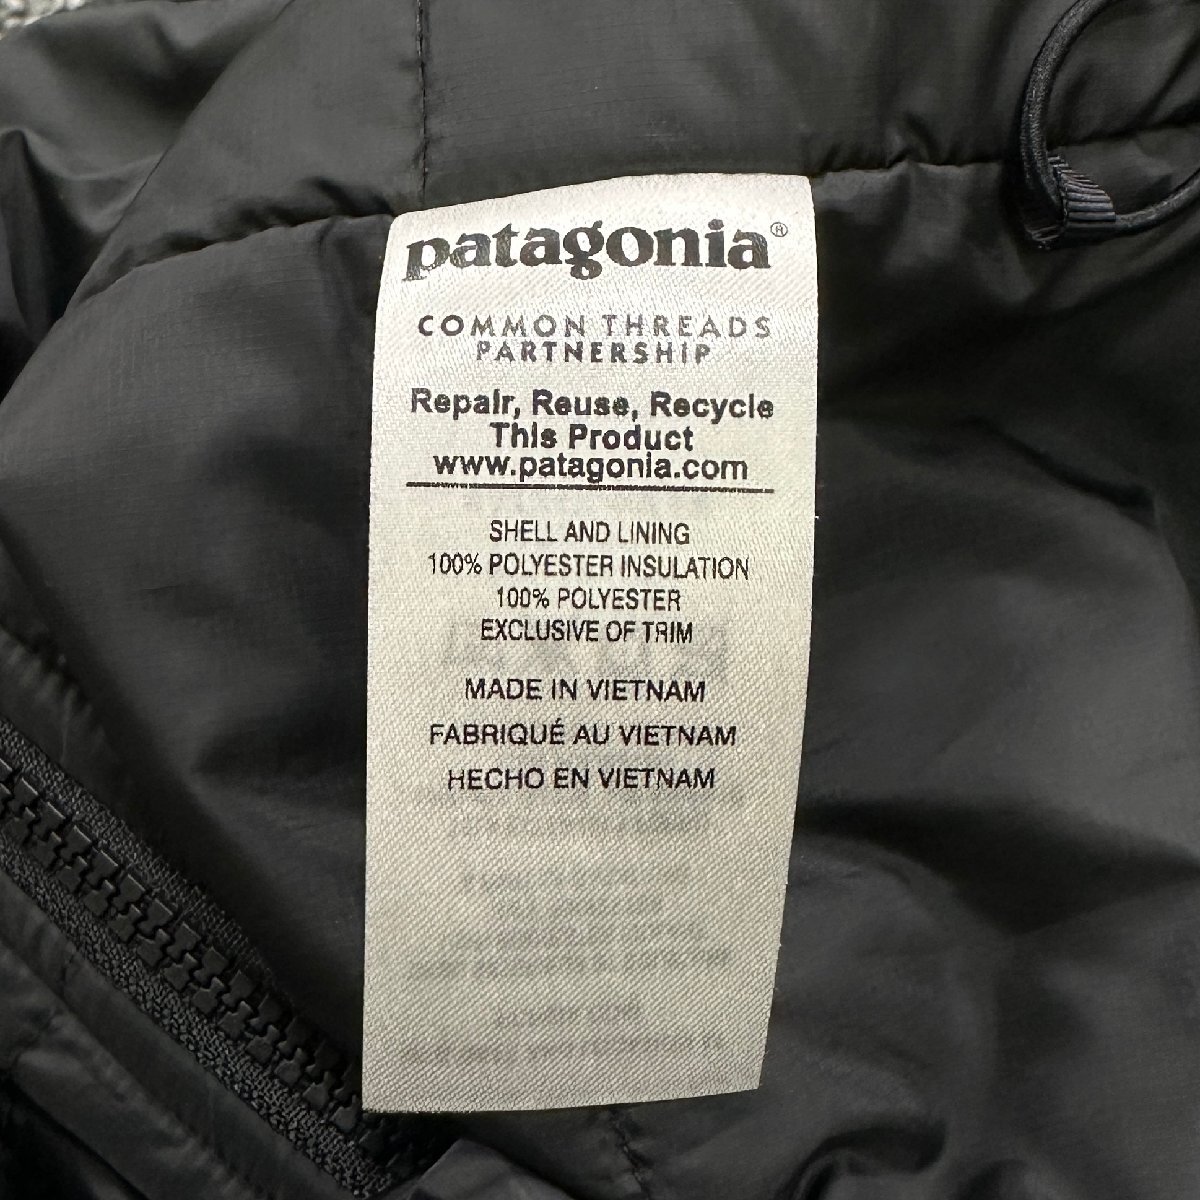 patagonia®
COMMON THREADS
PARTNERSHIP
Repair, Reuse, Recycle
This Product
www.patagonia.com
SHELL AND LINING
100% POLYESTER INSULATION
100% POLYESTER
EXCLUSIVE OF TRIM
MADE IN VIETNAM
FABRIQUÉ AU VIETNAM
HECHO EN VIETNAM